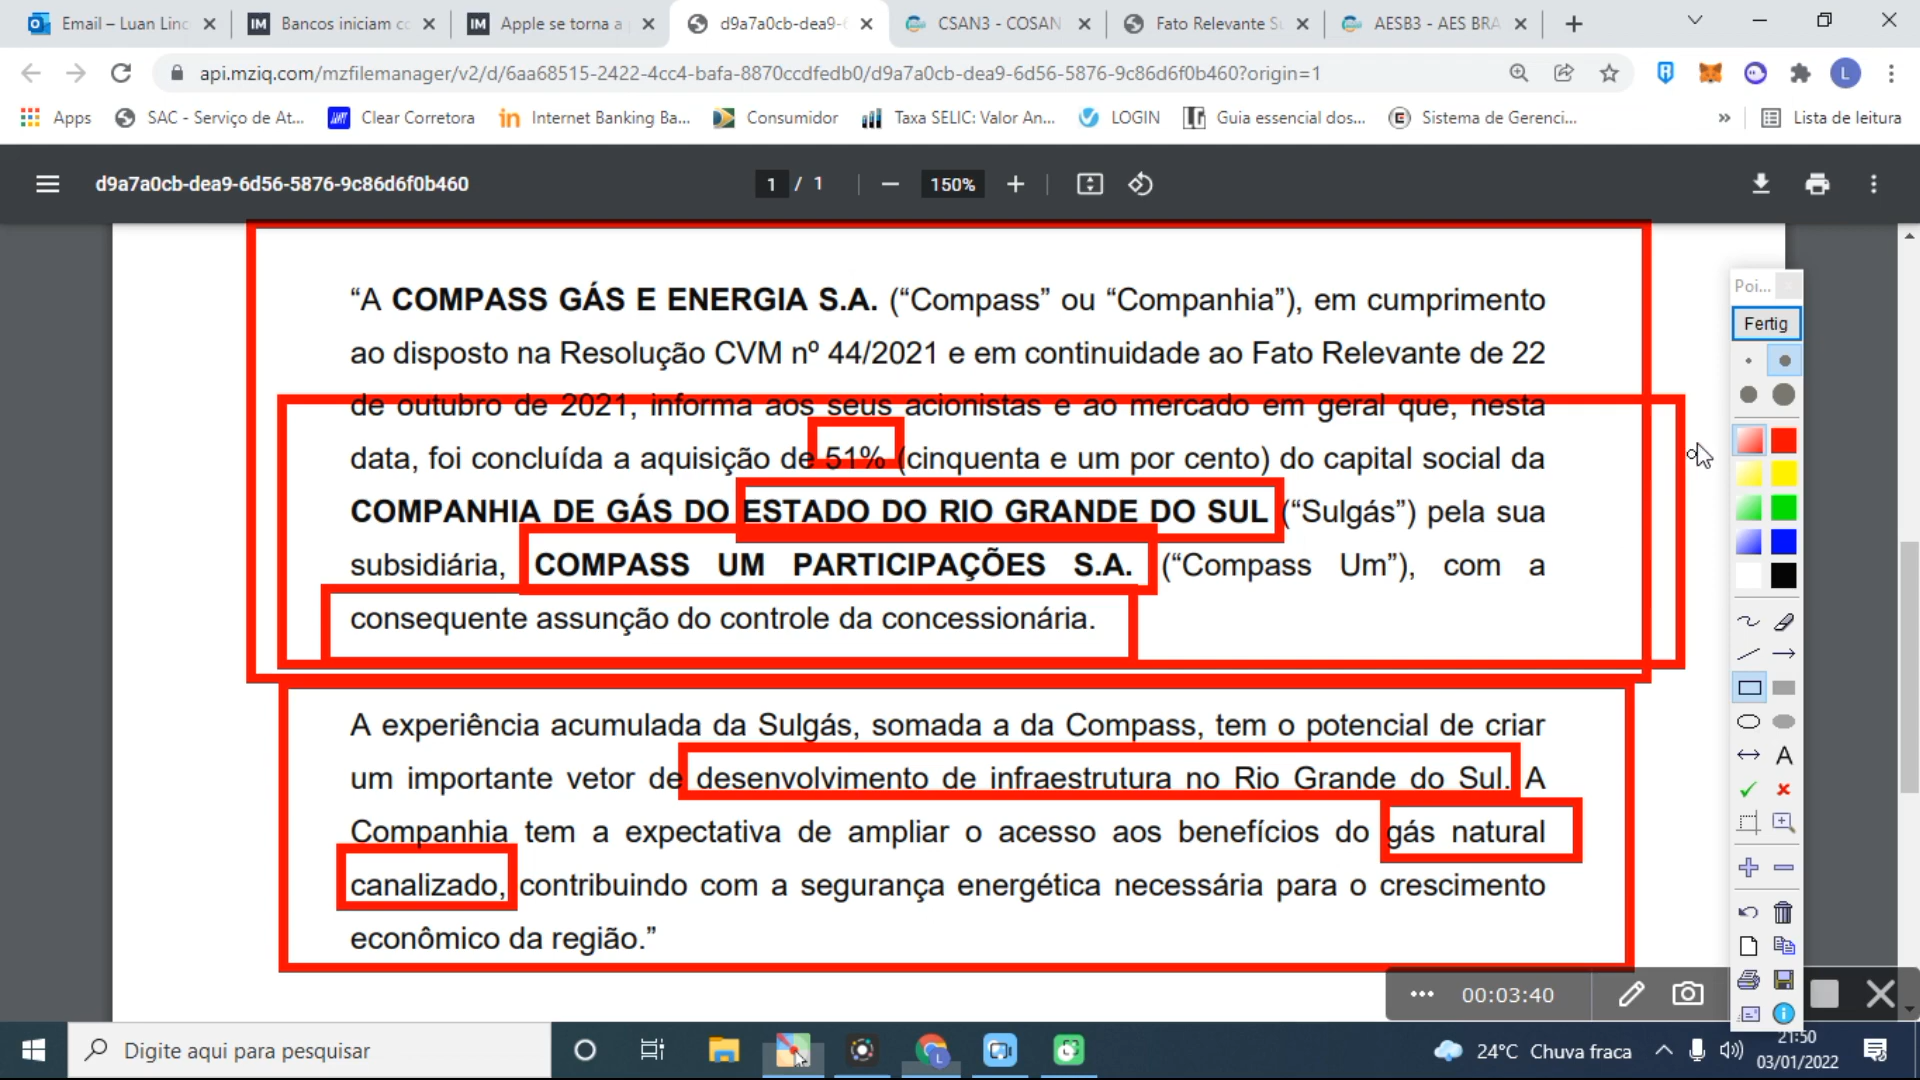 Email – Luan Linc
Bancos iniciam co
Apple se torna a p
d9a7a0cb-dea9-6
CSAN3 - COSAN
Fato Relevante Su
AESB3 - AES BRA
api.mziq.com/mzfilemanager/v2/d/6aa68515-2422-4cc4-bafa-8870ccdfedb0/d9a7a0cb-dea9-6d56-5876-9c86d6f0b460?origin=1
L
Apps
SAC - Serviço de At...
Clear Corretora
Internet Banking Ba...
Consumidor
Taxa SELIC: Valor An...
LOGIN
Guia essencial dos...
Sistema de Gerenci...
»
Lista de leitura
d9a7a0cb-dea9-6d56-5876-9c86d6f0b460
1 / 1
150%
“A COMPASS GÁS E ENERGIA S.A. (“Compass” ou “Companhia”), em cumprimento
ao disposto na Resolução CVM nº 44/2021 e em continuidade ao Fato Relevante de 22
de outubro de 2021, informa aos seus acionistas e ao mercado em geral que, nesta
data, foi concluída a aquisição de 51% (cinquenta e um por cento) do capital social da
COMPANHIA DE GÁS DO ESTADO DO RIO GRANDE DO SUL (“Sulgás”) pela sua
subsidiária, COMPASS UM PARTICIPAÇÕES S.A. (“Compass Um”), com a
consequente assunção do controle da concessionária.
A experiência acumulada da Sulgás, somada a da Compass, tem o potencial de criar
um importante vetor de desenvolvimento de infraestrutura no Rio Grande do Sul. A
Companhia tem a expectativa de ampliar o acesso aos benefícios do gás natural
canalizado, contribuindo com a segurança energética necessária para o crescimento
econômico da região.”
Poi...
Fertig
A
00:03:40
Digite aqui para pesquisar
24°C Chuva fraca
21:50
03/01/2022